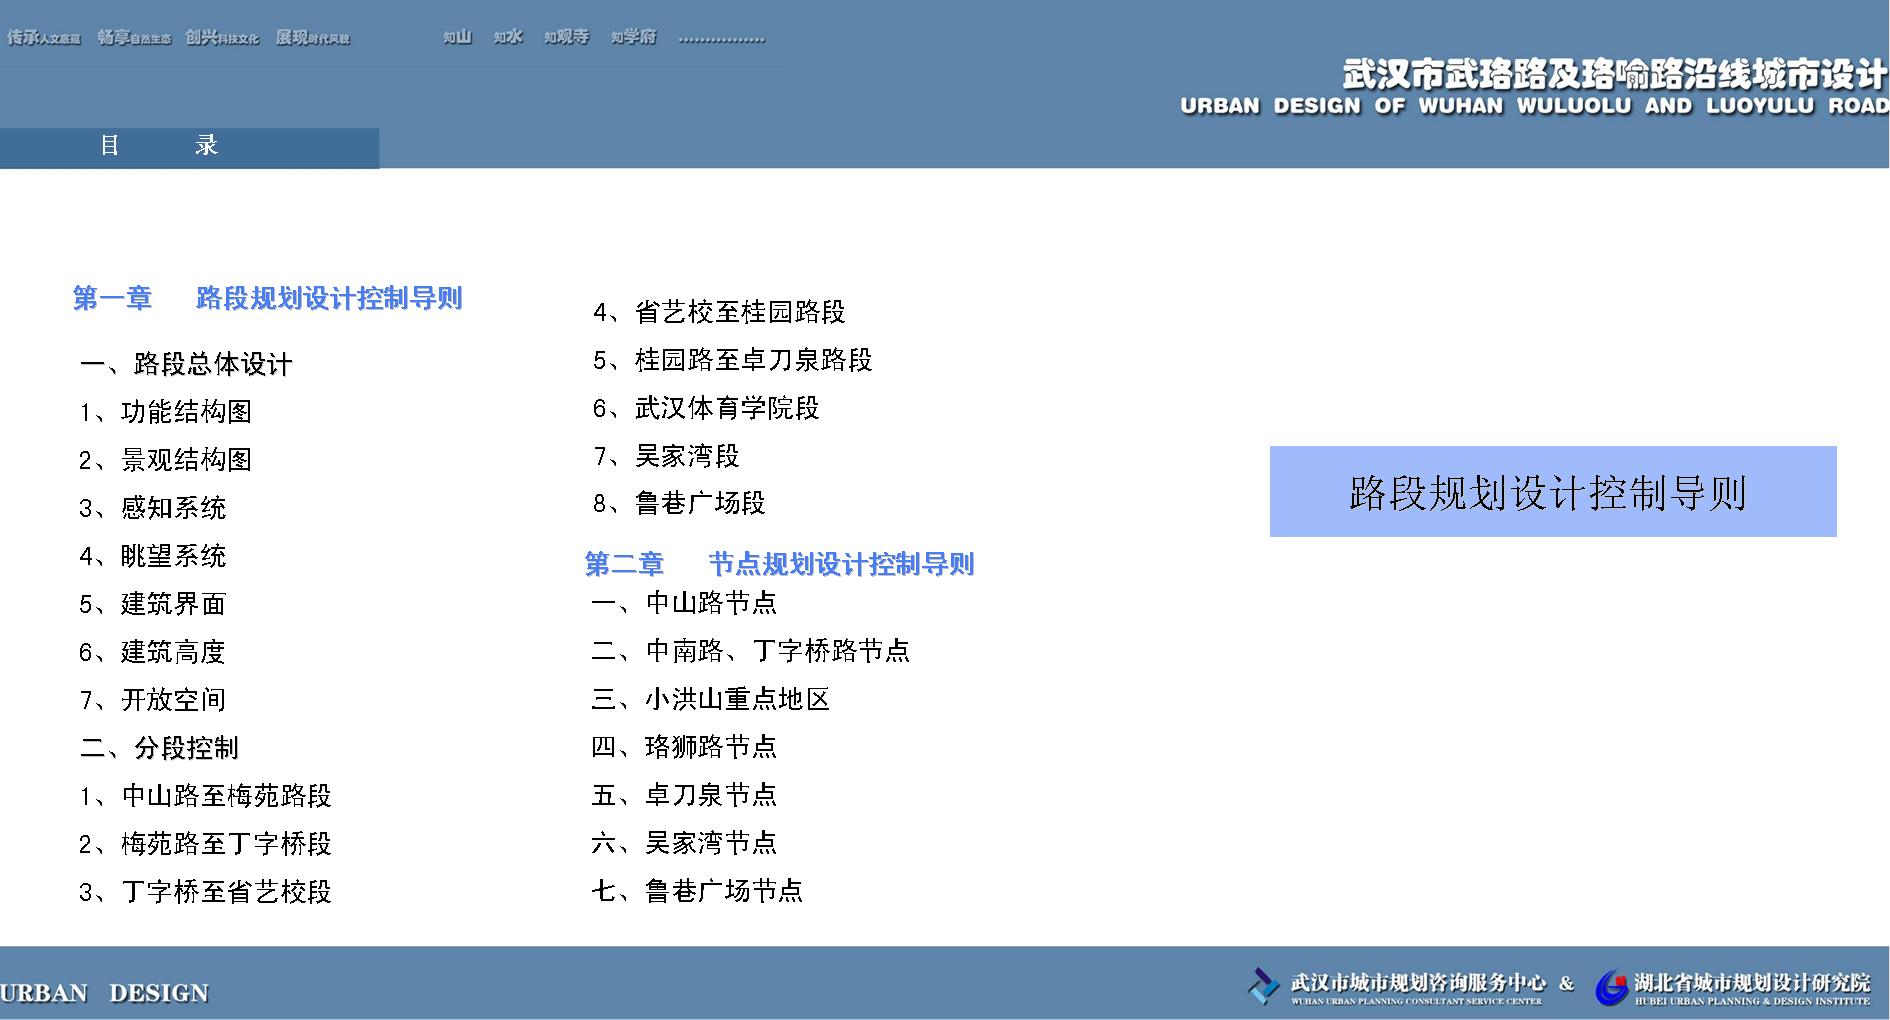 传承人文底蕴 畅享自然生态 创兴科技文化 展现时代风貌 知山 知水 知观寺 知学府 ................
武汉市武珞路及珞喻路沿线城市设计
URBAN DESIGN OF WUHAN WULUOLU AND LUOYULU ROAD
目 录
第一章 路段规划设计控制导则
一、路段总体设计
1、功能结构图
2、景观结构图
3、感知系统
4、眺望系统
5、建筑界面
6、建筑高度
7、开放空间
二、分段控制
1、中山路至梅苑路段
2、梅苑路至丁字桥段
3、丁字桥至省艺校段
4、省艺校至桂园路段
5、桂园路至卓刀泉路段
6、武汉体育学院段
7、吴家湾段
8、鲁巷广场段
第二章 节点规划设计控制导则
一、中山路节点
二、中南路、丁字桥路节点
三、小洪山重点地区
四、珞狮路节点
五、卓刀泉节点
六、吴家湾节点
七、鲁巷广场节点
路段规划设计控制导则
URBAN DESIGN
武汉市城市规划咨询服务中心 & 湖北省城市规划设计研究院
WUHAN URBAN PLANNING CONSULTANT SERVICE CENTER HUBEI URBAN PLANNING & DESIGN INSTITUTE